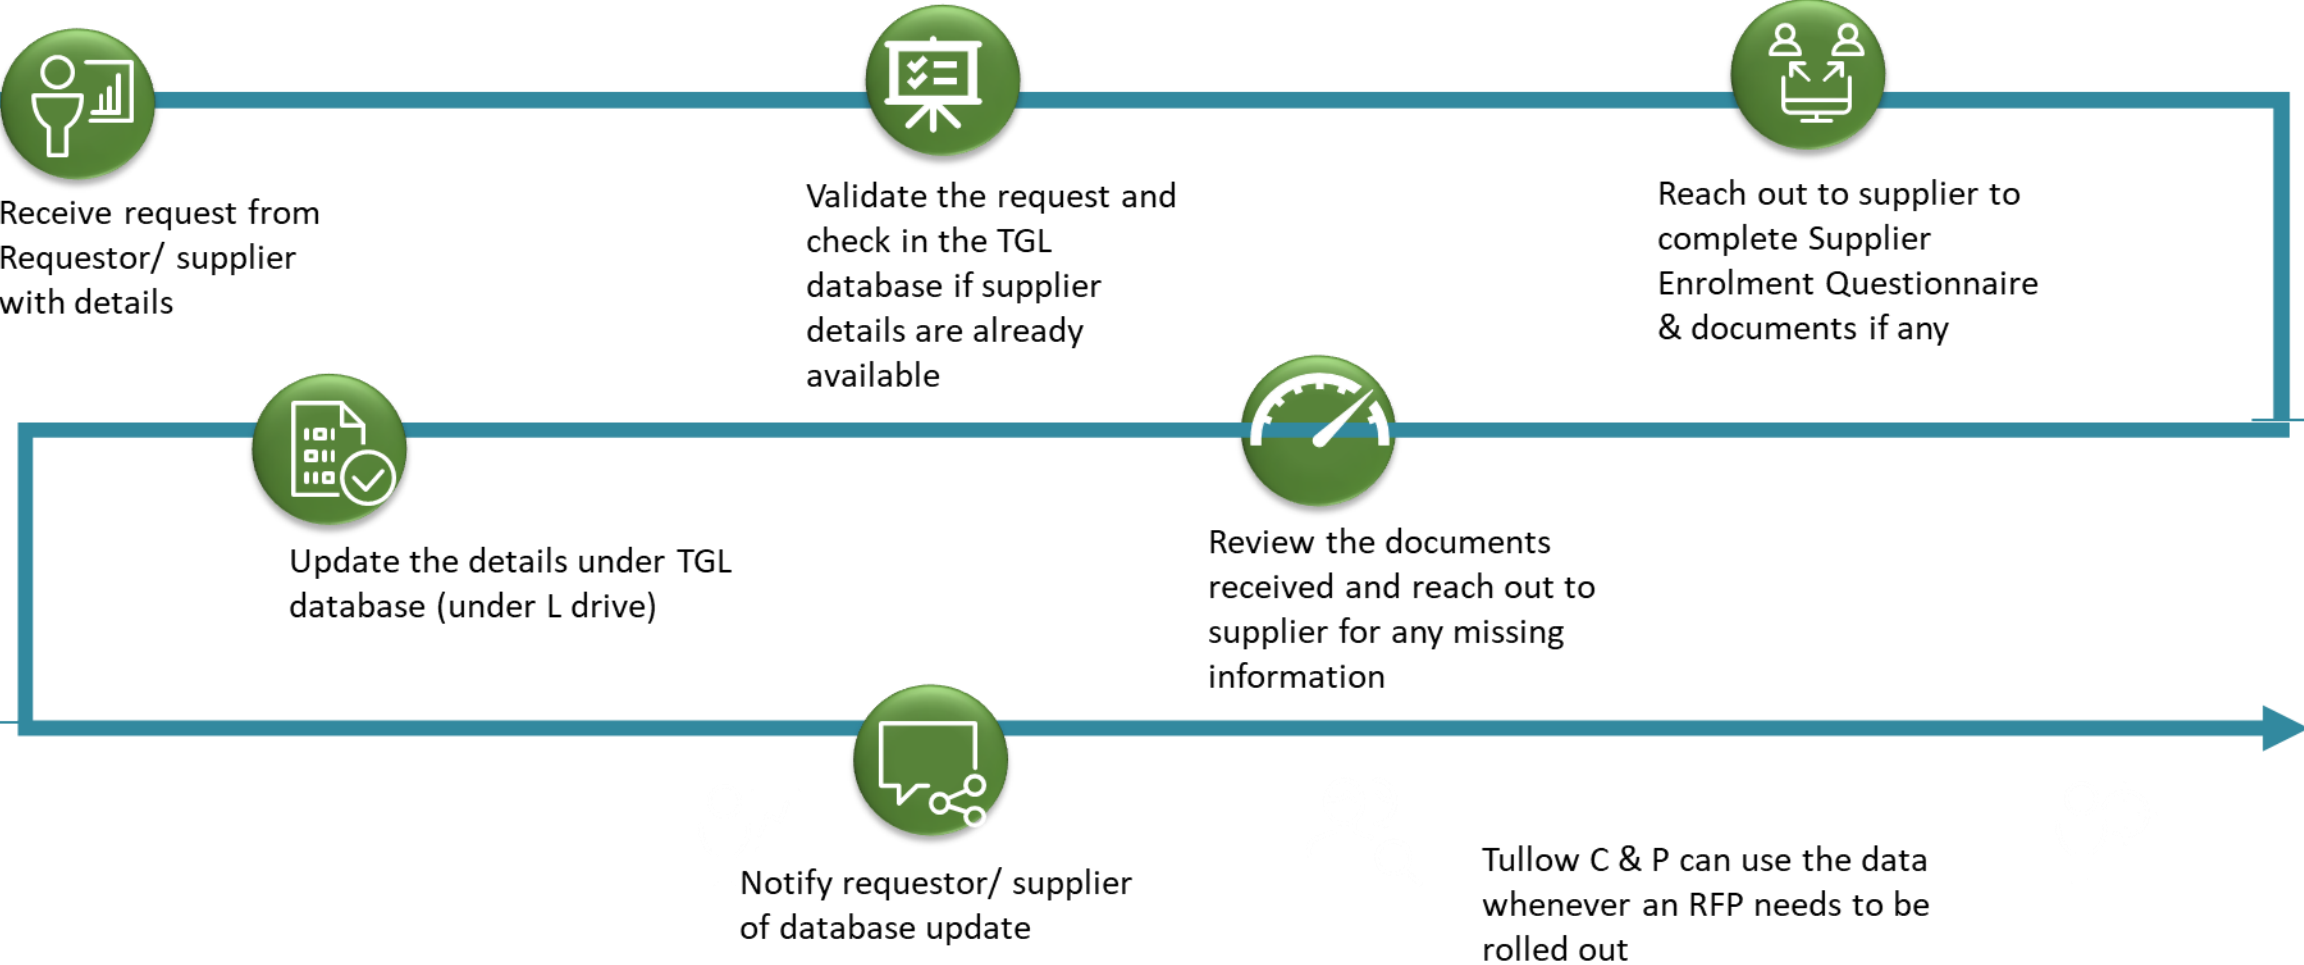 Receive request from
Requestor/ supplier
with details
Validate the request and
check in the TGL
database if supplier
details are already
available
Reach out to supplier to
complete Supplier
Enrolment Questionnaire
& documents if any
Review the documents
received and reach out to
supplier for any missing
information
Update the details under TGL
database (under L drive)
Notify requestor/ supplier
of database update
Tullow C & P can use the data
whenever an RFP needs to be
rolled out